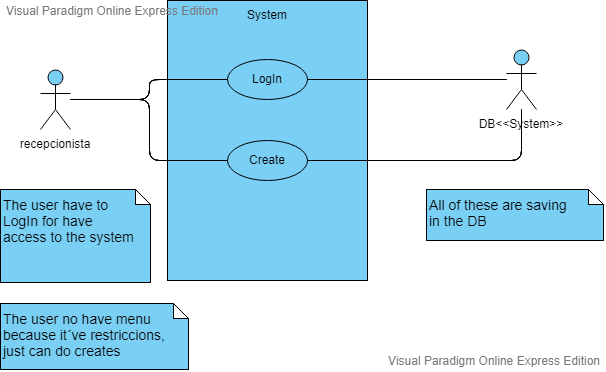 Visual Paradigm Online Express Edition
System
LogIn
Create
recepcionista
DB<<System>>
The user have to
LogIn for have
access to the system
All of these are saving
in the DB
The user no have menu
because it´ve restriccions,
just can do creates
Visual Paradigm Online Express Edition